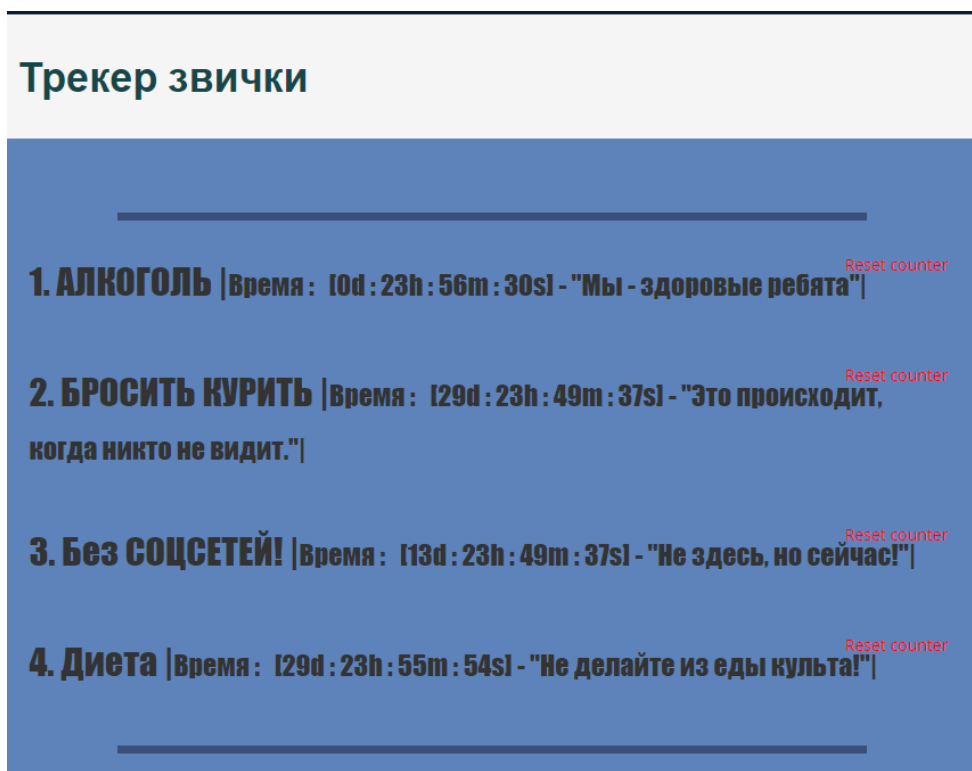 Трекер звички
Reset counter
1. АЛКОГОЛЬ |Время : [0d : 23h : 56m : 30s] - "Мы - здоровые ребята"|
Reset counter
2. БРОСИТЬ КУРИТЬ |Время : [29d : 23h : 49m : 37s] - "Это происходит,
когда никто не видит."|
Reset counter
3. Без СОЦСЕТЕЙ! |Время : [13d : 23h : 49m : 37s] - "Не здесь, но сейчас!"|
Reset counter
4. Диета |Время : [29d : 23h : 55m : 54s] - "Не делайте из еды культа!"|